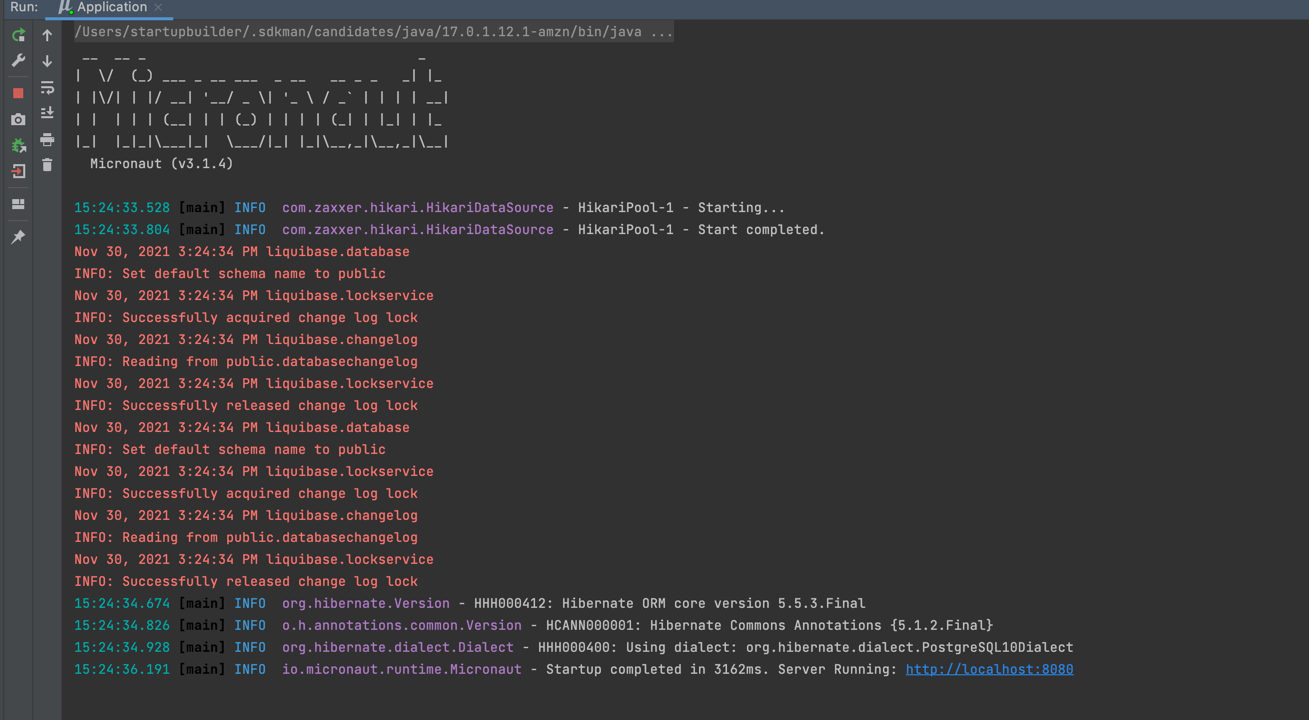 Run: Application
/Users/startupbuilder/.sdkman/candidates/java/17.0.1.12.1-amzn/bin/java ...
 __  __ _                                  _
|  \/  (_) ___ _ __ ___  _ __   __ _ _   _| |_
| |\/| | |/ __| '__/ _ \| '_ \ / _` | | | | __|
| |  | | | (__| | | (_) | | | | (_| | |_| | |_
|_|  |_|_|\___|_|  \___/|_| |_|\__,_|\__,_|\__|
  Micronaut (v3.1.4)
15:24:33.528 [main] INFO  com.zaxxer.hikari.HikariDataSource - HikariPool-1 - Starting...
15:24:33.804 [main] INFO  com.zaxxer.hikari.HikariDataSource - HikariPool-1 - Start completed.
Nov 30, 2021 3:24:34 PM liquibase.database
INFO: Set default schema name to public
Nov 30, 2021 3:24:34 PM liquibase.lockservice
INFO: Successfully acquired change log lock
Nov 30, 2021 3:24:34 PM liquibase.changelog
INFO: Reading from public.databasechangelog
Nov 30, 2021 3:24:34 PM liquibase.lockservice
INFO: Successfully released change log lock
Nov 30, 2021 3:24:34 PM liquibase.database
INFO: Set default schema name to public
Nov 30, 2021 3:24:34 PM liquibase.lockservice
INFO: Successfully acquired change log lock
Nov 30, 2021 3:24:34 PM liquibase.changelog
INFO: Reading from public.databasechangelog
Nov 30, 2021 3:24:34 PM liquibase.lockservice
INFO: Successfully released change log lock
15:24:34.674 [main] INFO  org.hibernate.Version - HHH000412: Hibernate ORM core version 5.5.3.Final
15:24:34.826 [main] INFO  o.h.annotations.common.Version - HCANN000001: Hibernate Commons Annotations {5.1.2.Final}
15:24:34.928 [main] INFO  org.hibernate.dialect.Dialect - HHH000400: Using dialect: org.hibernate.dialect.PostgreSQL10Dialect
15:24:36.191 [main] INFO  io.micronaut.runtime.Micronaut - Startup completed in 3162ms. Server Running: http://localhost:8080